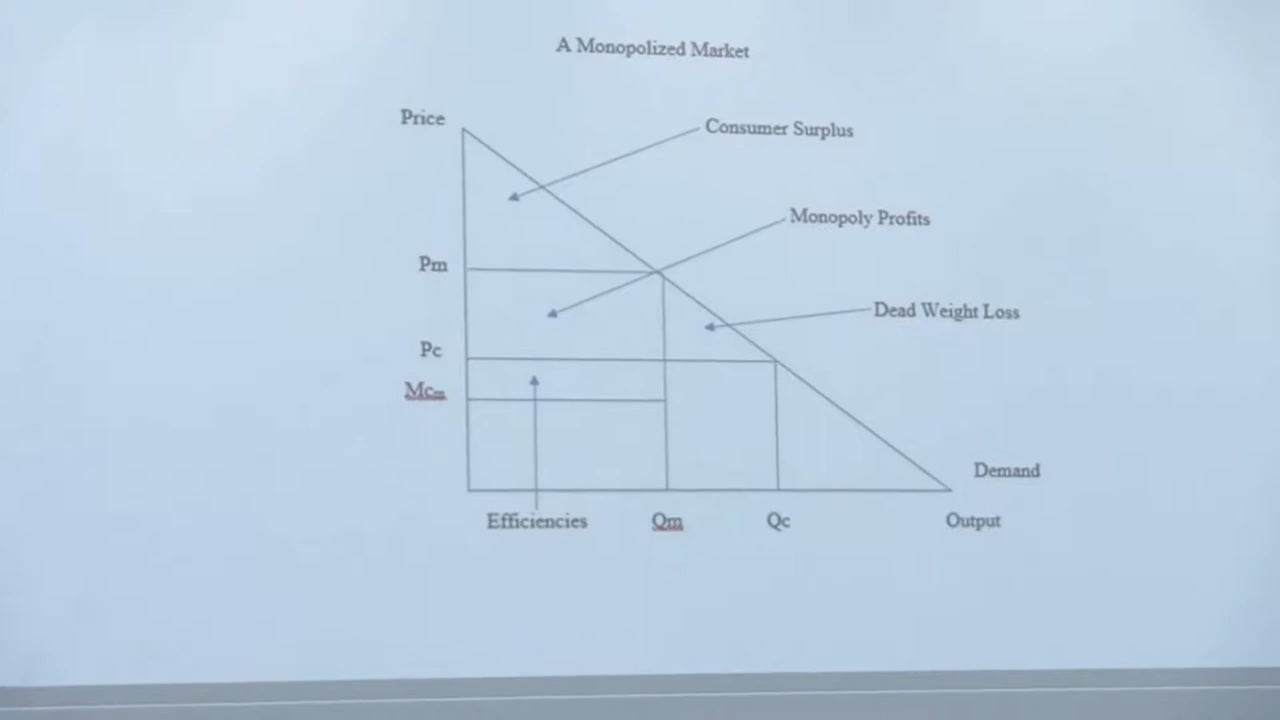 A Monopolized Market
Price
Consumer Surplus
Monopoly Profits
Pm
Dead Weight Loss
Pc
Mcm
Demand
Efficiencies
Qm
Qc
Output